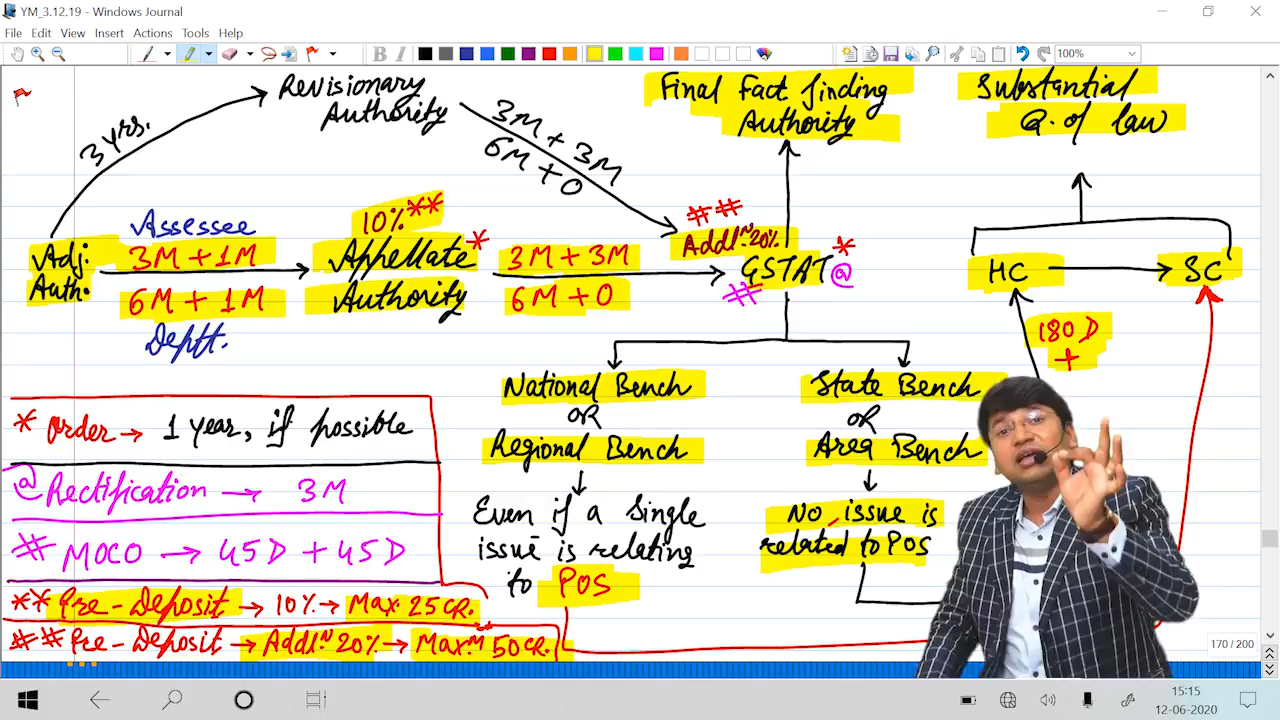 YM_3.12.19 - Windows Journal
File Edit View Insert Actions Tools Help
100%
Revisionary
Authority
3 yrs.
3M + 3M
6M + 0
Final Fact finding
Authority
Substantial
Q. of law
Adj.
Auth.
Assessee
3M + 1M
6M + 1M
Deptt.
10%**
Appellate*
Authority
3M + 3M
6M + 0
##
Addl.N 20%
GSTAT*
@
#
HC
SC
180 D
+
National Bench
OR
Regional Bench
Even if a single
issue is relating
to POS
State Bench
OR
Area Bench
No, issue is
related to POS
* Order → 1 year, if possible
@ Rectification → 3M
# MOCO → 45D + 45D
** Pre-Deposit → 10% → Max. 25 CR.
## Pre-Deposit → Addl.N 20% → Max.M 50CR.
170 / 200
15:15
12-06-2020